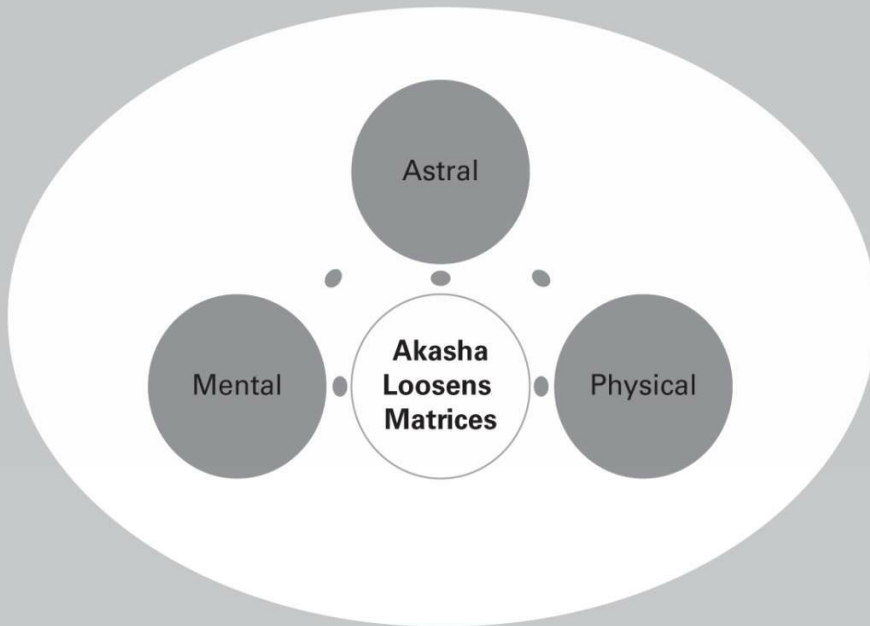 Astral
Mental
Akasha
Loosens
Matrices
Physical